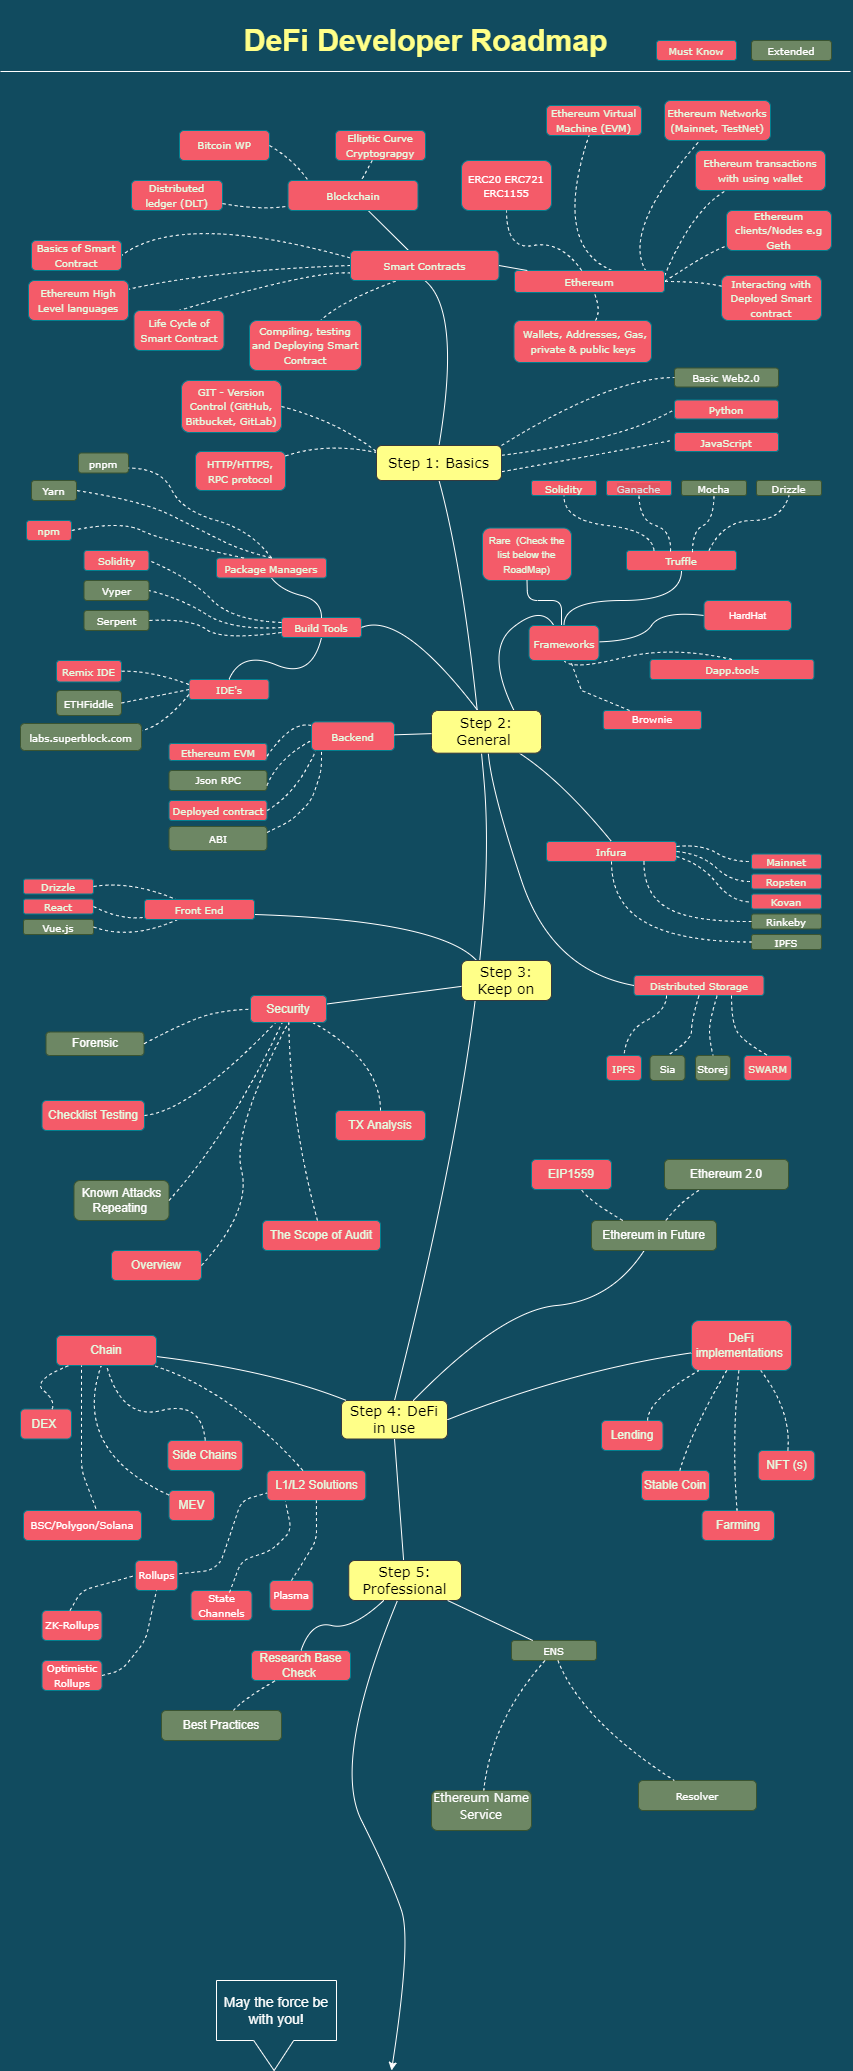 DeFi Developer Roadmap
Must Know
Extended
Ethereum Virtual
Machine (EVM)
Ethereum Networks
(Mainnet, TestNet)
Bitcoin WP
Elliptic Curve
Cryptograpgy
Ethereum transactions
with using wallet
ERC20 ERC721
ERC1155
Distributed
ledger (DLT)
Blockchain
Ethereum
clients/Nodes e.g
Geth
Basics of Smart
Contract
Smart Contracts
Ethereum
Ethereum High
Level languages
Interacting with
Deployed Smart
contract
Life Cycle of
Smart Contract
Compiling, testing
and Deploying Smart
Contract
Wallets, Addresses, Gas,
private & public keys
Basic Web2.0
GIT - Version
Control (GitHub,
Bitbucket, GitLab)
Python
JavaScript
HTTP/HTTPS,
RPC protocol
Step 1: Basics
pnpm
Yarn
npm
Solidity
Ganache
Mocha
Drizzle
Rare  (Check the
list below the
RoadMap)
Truffle
Package Managers
Solidity
Vyper
Serpent
Build Tools
HardHat
Frameworks
Dapp.tools
Remix IDE
ETHFiddle
labs.superblock.com
IDE's
Brownie
Step 2:
General
Backend
Ethereum EVM
Json RPC
Deployed contract
ABI
Infura
Mainnet
Ropsten
Kovan
Rinkeby
IPFS
Drizzle
React
Vue.js
Front End
Step 3:
Keep on
Distributed Storage
Security
Forensic
IPFS
Sia
Storej
SWARM
Checklist Testing
TX Analysis
EIP1559
Ethereum 2.0
Known Attacks
Repeating
The Scope of Audit
Ethereum in Future
Overview
Chain
DeFi
implementations
Step 4: DeFi
in use
DEX
Side Chains
Lending
NFT (s)
L1/L2 Solutions
Stable Coin
MEV
BSC/Polygon/Solana
Farming
Rollups
Step 5:
Professional
State
Channels
Plasma
ZK-Rollups
Optimistic
Rollups
Research Base
Check
ENS
Best Practices
Ethereum Name
Service
Resolver
May the force be
with you!